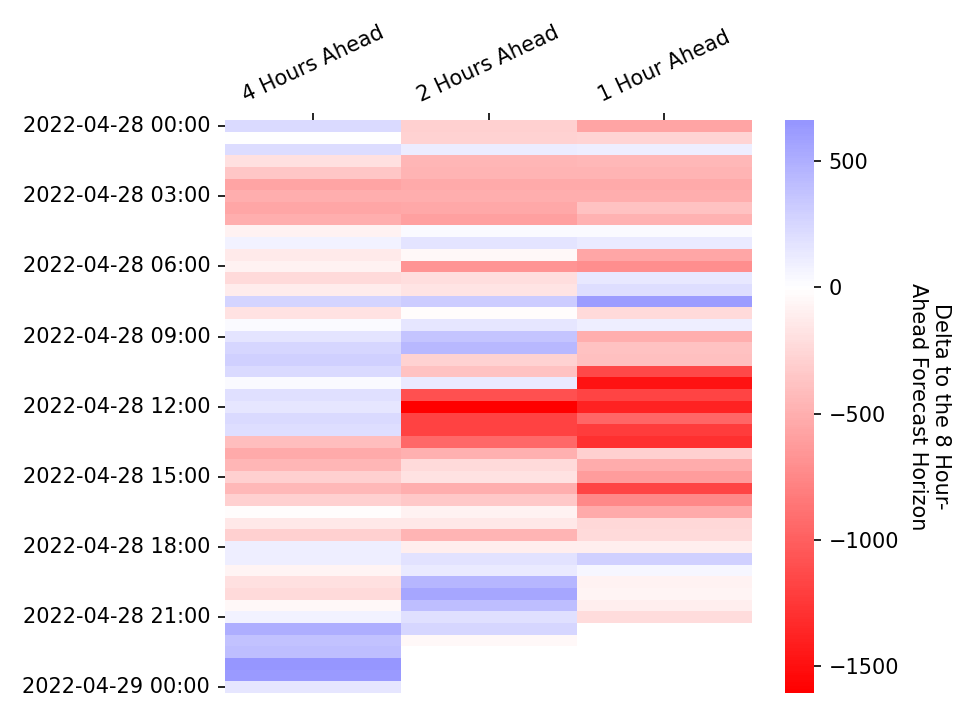 4 Hours Ahead
2 Hours Ahead
1 Hour Ahead
2022-04-28 00:00
2022-04-28 03:00
2022-04-28 06:00
2022-04-28 09:00
2022-04-28 12:00
2022-04-28 15:00
2022-04-28 18:00
2022-04-28 21:00
2022-04-29 00:00
500
0
−500
−1000
−1500
Delta to the 8 Hour-
Ahead Forecast Horizon